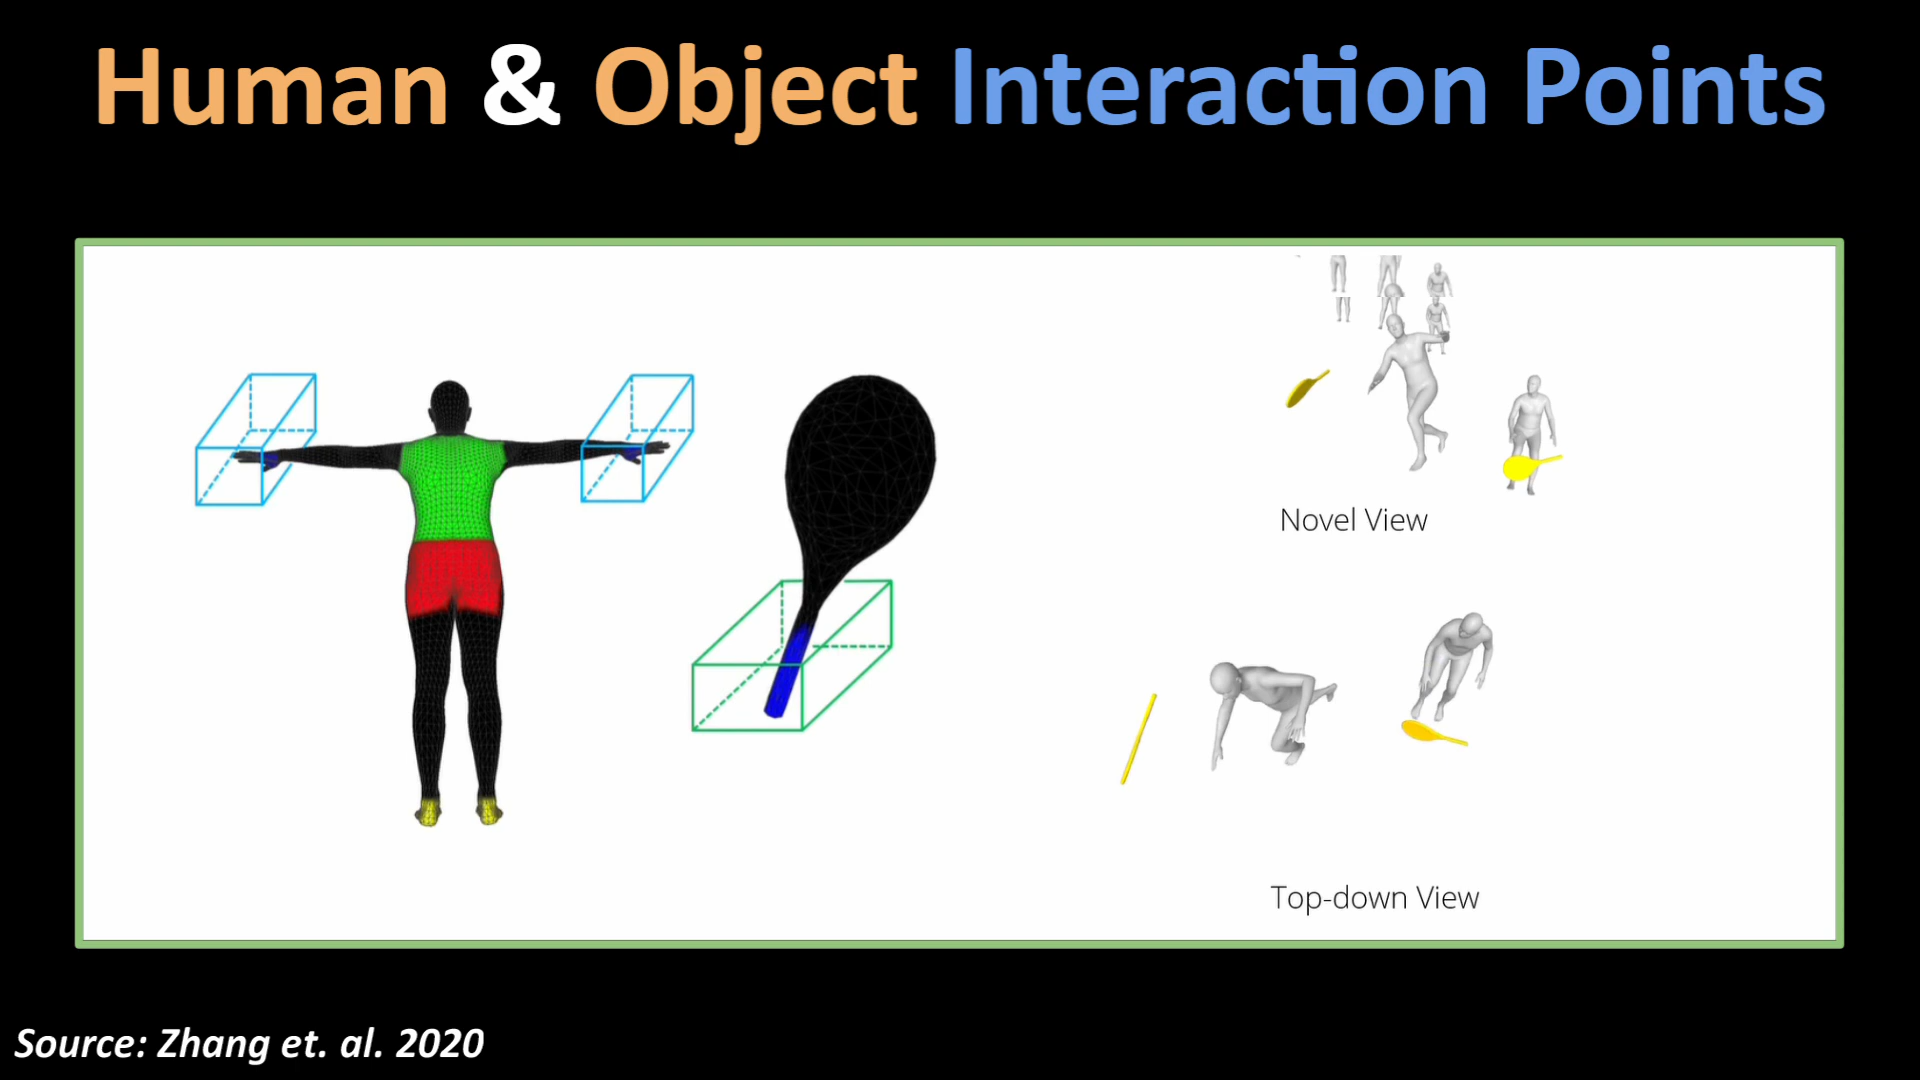 Human & Object Interaction Points
Novel View
Top-down View
Source: Zhang et. al. 2020